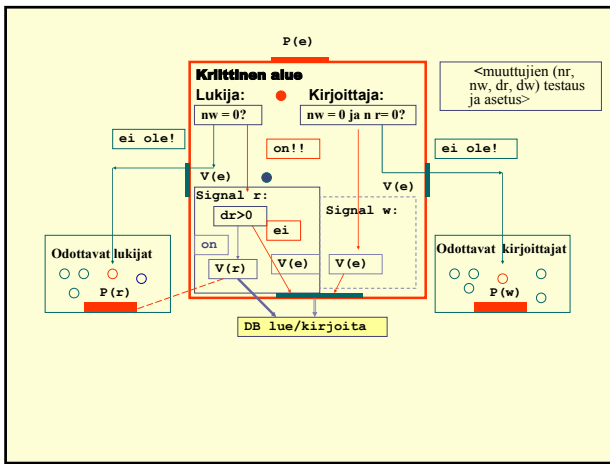 P(e)
Kriittinen alue
Lukija:
Kirjoittaja:
<muuttujien (nr,
nw, dr, dw) testaus
ja asetus>
nw = 0?
nw = 0 ja n r= 0?
ei ole!
on!!
ei ole!
V(e)
V(e)
Signal r:
Signal w:
dr>0
ei
on
Odottavat lukijat
P(r)
V(r)
V(e)
V(e)
Odottavat kirjoittajat
P(w)
DB lue/kirjoita